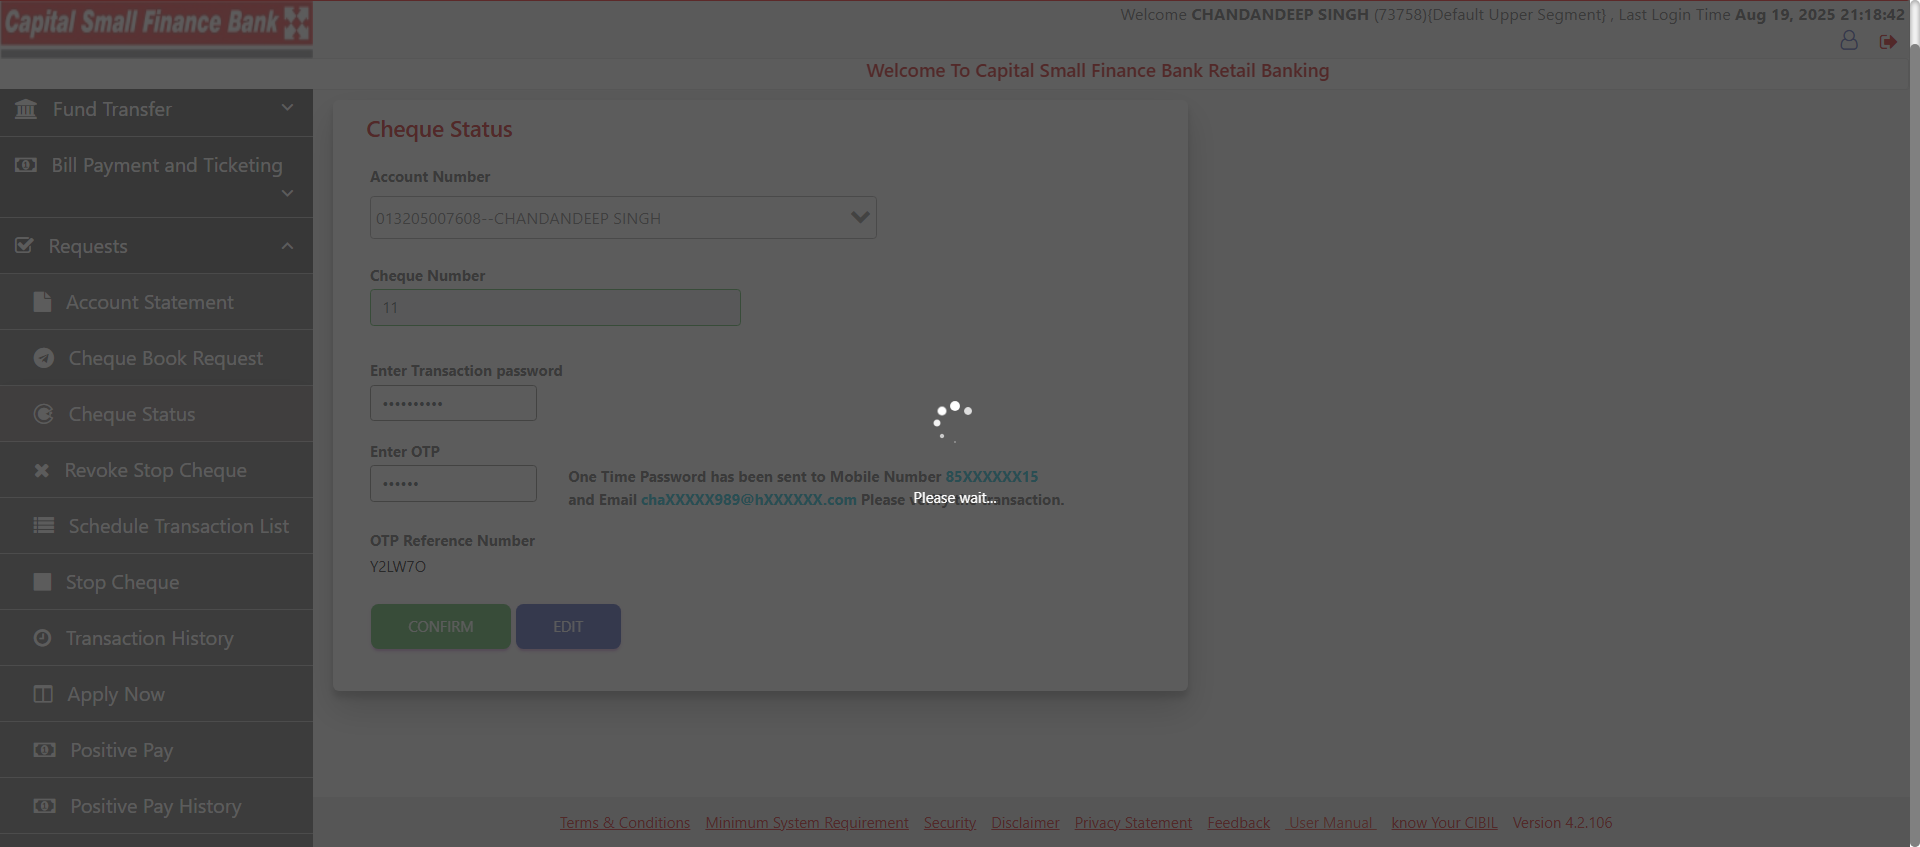 Capital Small Finance Bank
Welcome CHANDANDEEP SINGH (73758){Default Upper Segment} , Last Login Time Aug 19, 2025 21:18:42
Welcome To Capital Small Finance Bank Retail Banking
Fund Transfer
Bill Payment and Ticketing
Requests
Account Statement
Cheque Book Request
Cheque Status
Revoke Stop Cheque
Schedule Transaction List
Stop Cheque
Transaction History
Apply Now
Positive Pay
Positive Pay History
Cheque Status
Account Number
013205007608--CHANDANDEEP SINGH
Cheque Number
11
Enter Transaction password
••••••••••
Enter OTP
••••••
One Time Password has been sent to Mobile Number 85XXXXXX15
and Email chaXXXXX989@hXXXXXX.com Please verify the transaction.
Please wait...
OTP Reference Number
Y2LW7O
CONFIRM EDIT
Terms & Conditions Minimum System Requirement Security Disclaimer Privacy Statement Feedback User Manual know Your CIBIL Version 4.2.106